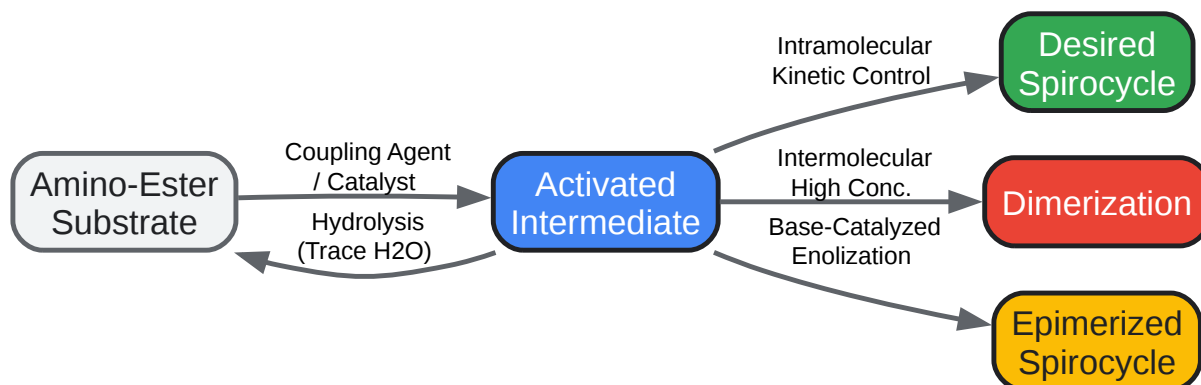 Amino-Ester
Substrate
Coupling Agent
/ Catalyst
Hydrolysis
(Trace H2O)
Activated
Intermediate
Intramolecular
Kinetic Control
Intermolecular
High Conc.
Base-Catalyzed
Enolization
Desired
Spirocycle
Dimerization
Epimerized
Spirocycle